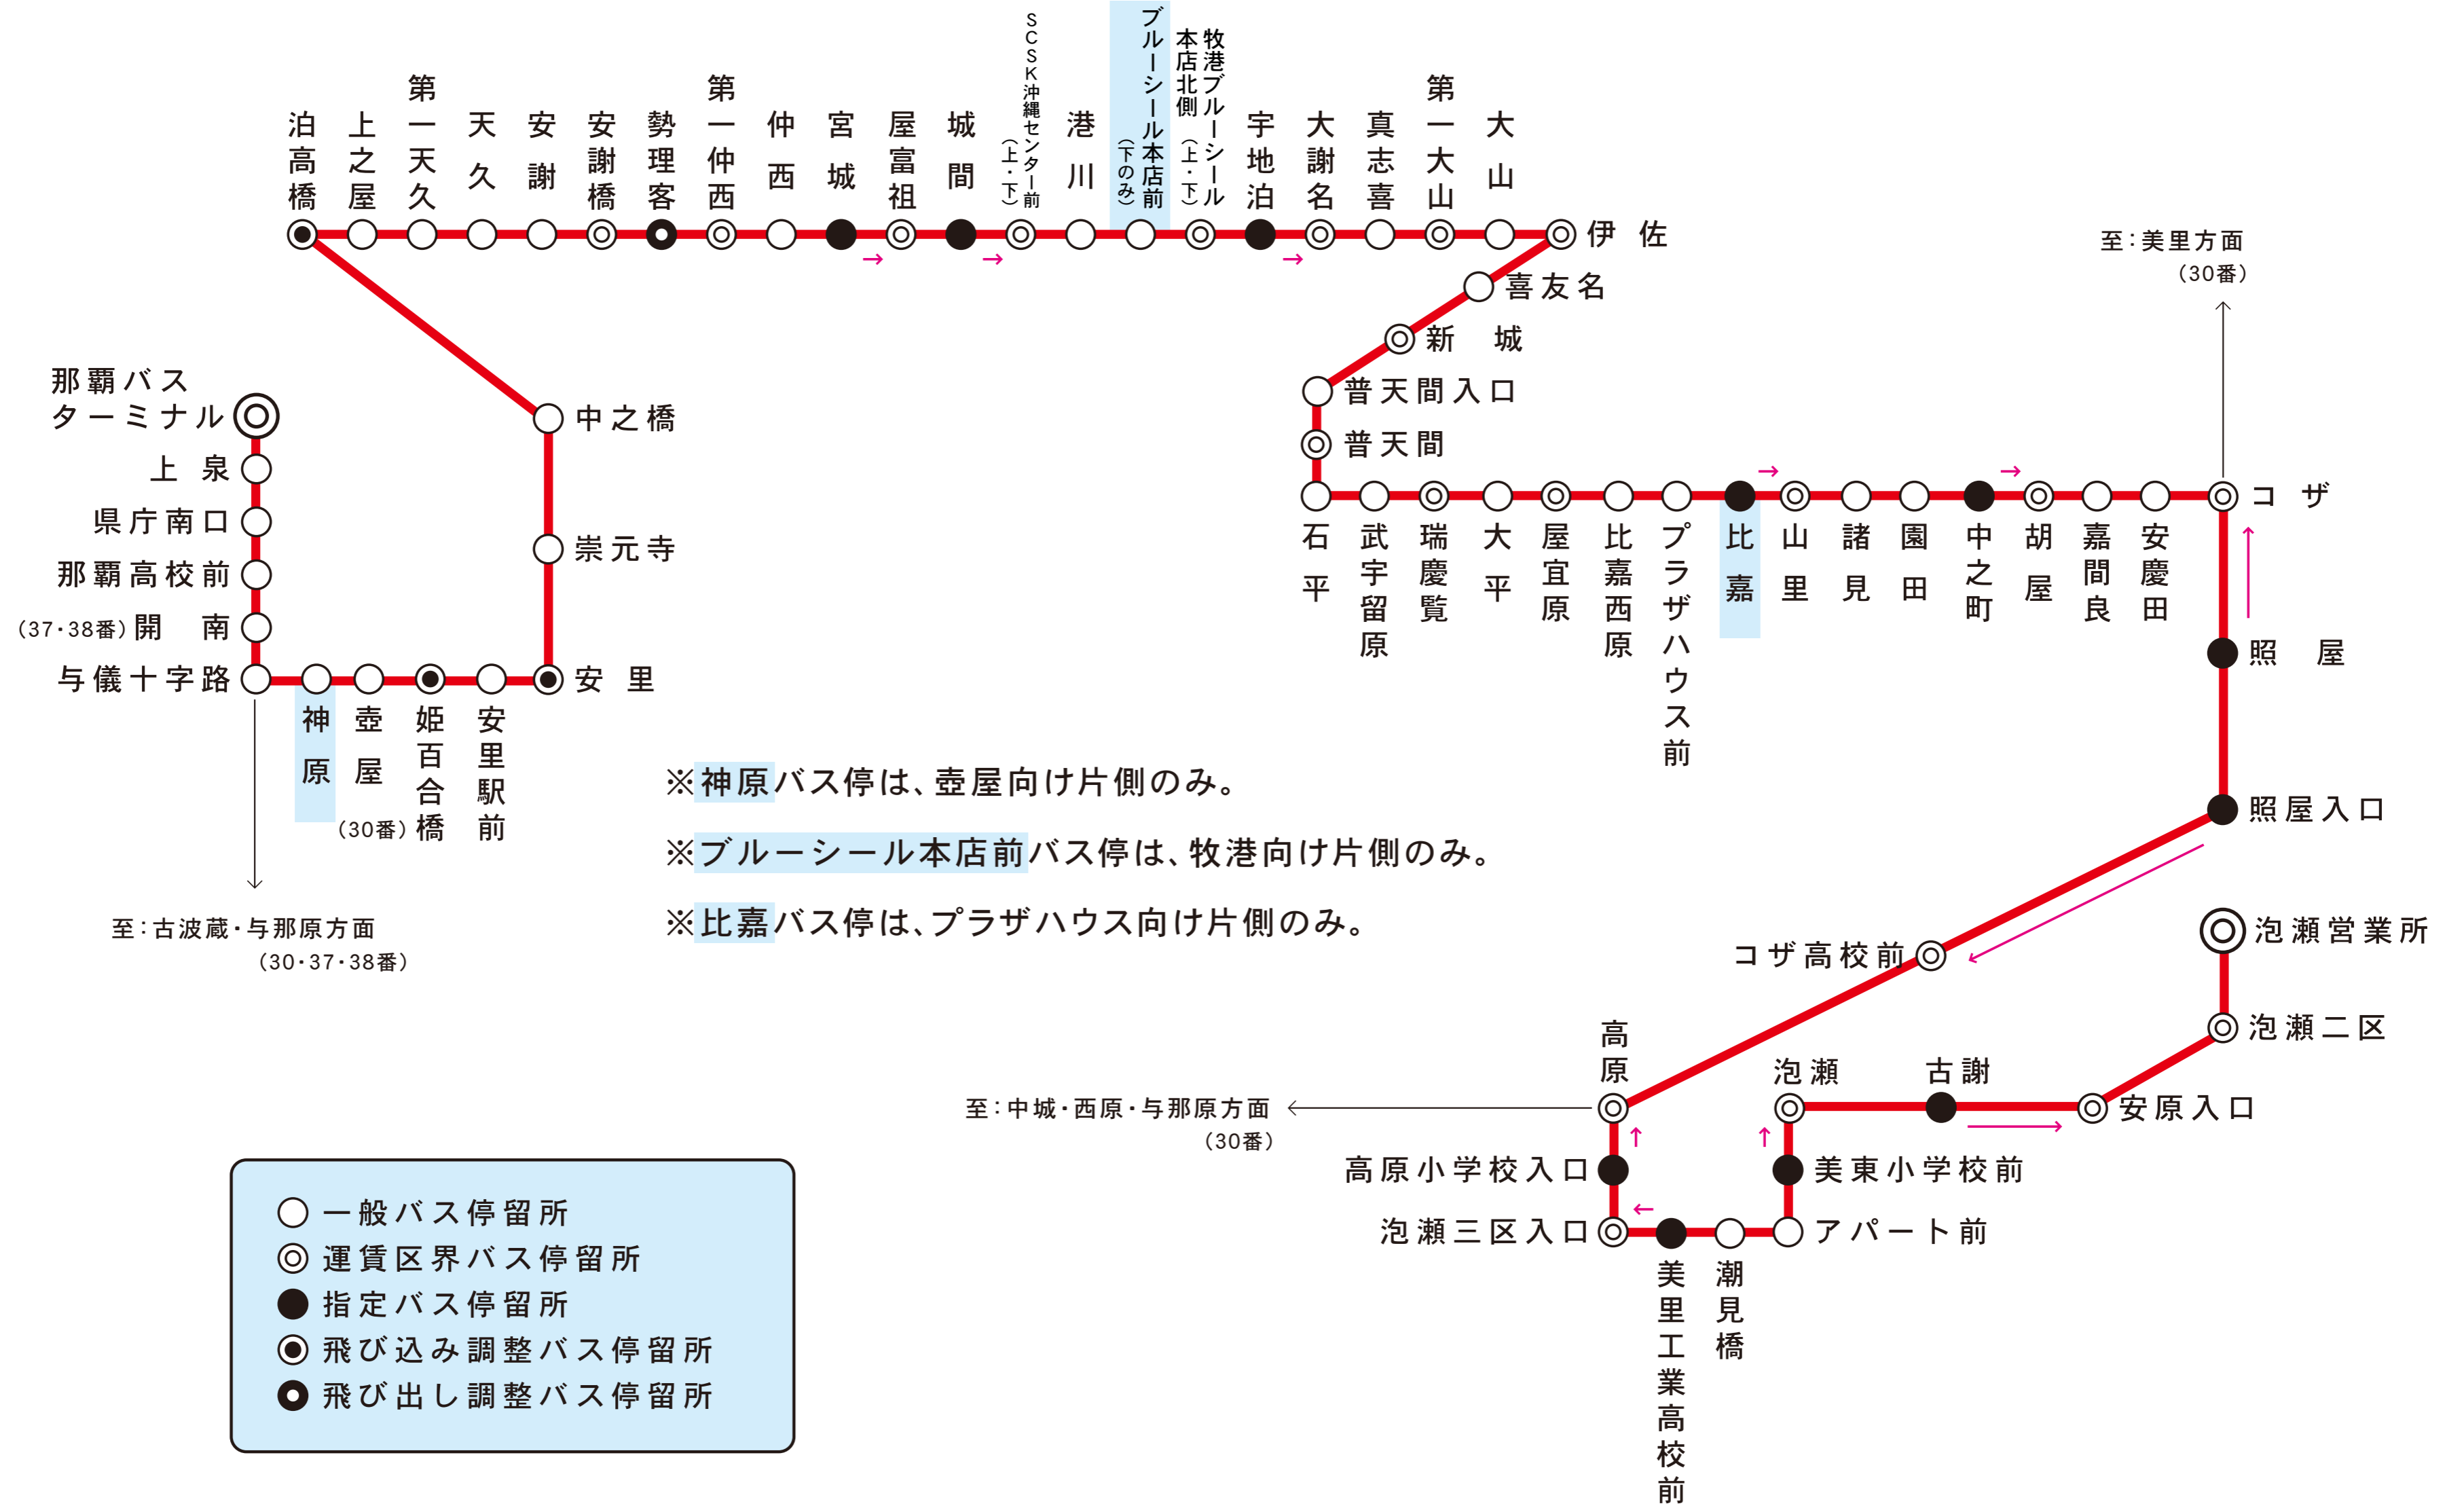 那覇バス
ターミナル
上泉
県庁南口
那覇高校前
(37・38番)開南
与儀十字路
神原
壺屋
(30番)姫百合橋
安里駅前
安里
崇元寺
中之橋
泊高橋
上之屋
第一天久
天久
安謝
安謝橋
勢理客
第一仲西
仲西
宮城
屋富祖
城間
SCSK沖縄センター前
(上・下)
港川
ブルーシール本店前
(下のみ)
牧港ブルーシール
本店北側(上・下)
宇地泊
大謝名
真志喜
第一大山
大山
伊佐
喜友名
新城
普天間入口
普天間
石平
武宇留原
瑞慶覧
大平
屋宜原
比嘉西原
プラザハウス前
比嘉
山里
諸見
園田
中之町
胡屋
嘉間良
安慶田
コザ
至：美里方面
(30番)
照屋
照屋入口
コザ高校前
高原
至：中城・西原・与那原方面
(30番)
高原小学校入口
泡瀬三区入口
美里工業高校前
潮見橋
アパート前
美東小学校前
泡瀬
古謝
安原入口
泡瀬二区
泡瀬営業所
至：古波蔵・与那原方面
(30・37・38番)
※神原バス停は、壺屋向け片側のみ。
※ブルーシール本店前バス停は、牧港向け片側のみ。
※比嘉バス停は、プラザハウス向け片側のみ。
一般バス停留所
運賃区界バス停留所
指定バス停留所
飛び込み調整バス停留所
飛び出し調整バス停留所